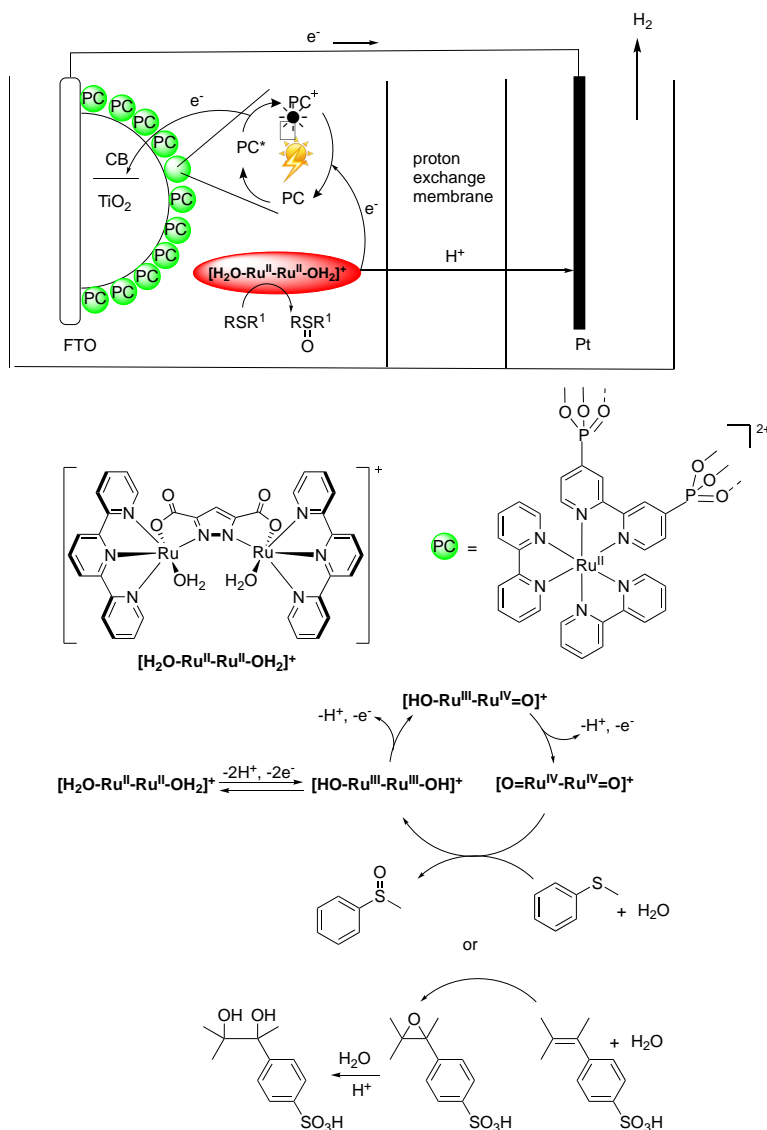 e-
H2
PC
PC
PC
PC
PC
PC
PC
PC
PC
PC
e-
PC+
PC*
PC
CB
TiO2
e-
proton
exchange
membrane
[H2O-RuII-RuII-OH2]+
H+
RSR1
RSR1
O
FTO
Pt
O O O
P
2+
O
O
P O
N
N
N
N
N
N
RuII
PC =
+
O
O
O
O
N
N
N
N N
N
N
N
Ru
Ru
OH2
H2O
[H2O-RuII-RuII-OH2]+
[HO-RuIII-RuIV=O]+
-H+, -e-
-H+, -e-
[H2O-RuII-RuII-OH2]+
-2H+, -2e-
[HO-RuIII-RuIII-OH]+
[O=RuIV-RuIV=O]+
O
S
S
+ H2O
or
OH OH
SO3H
H2O
H+
O
SO3H
+ H2O
SO3H